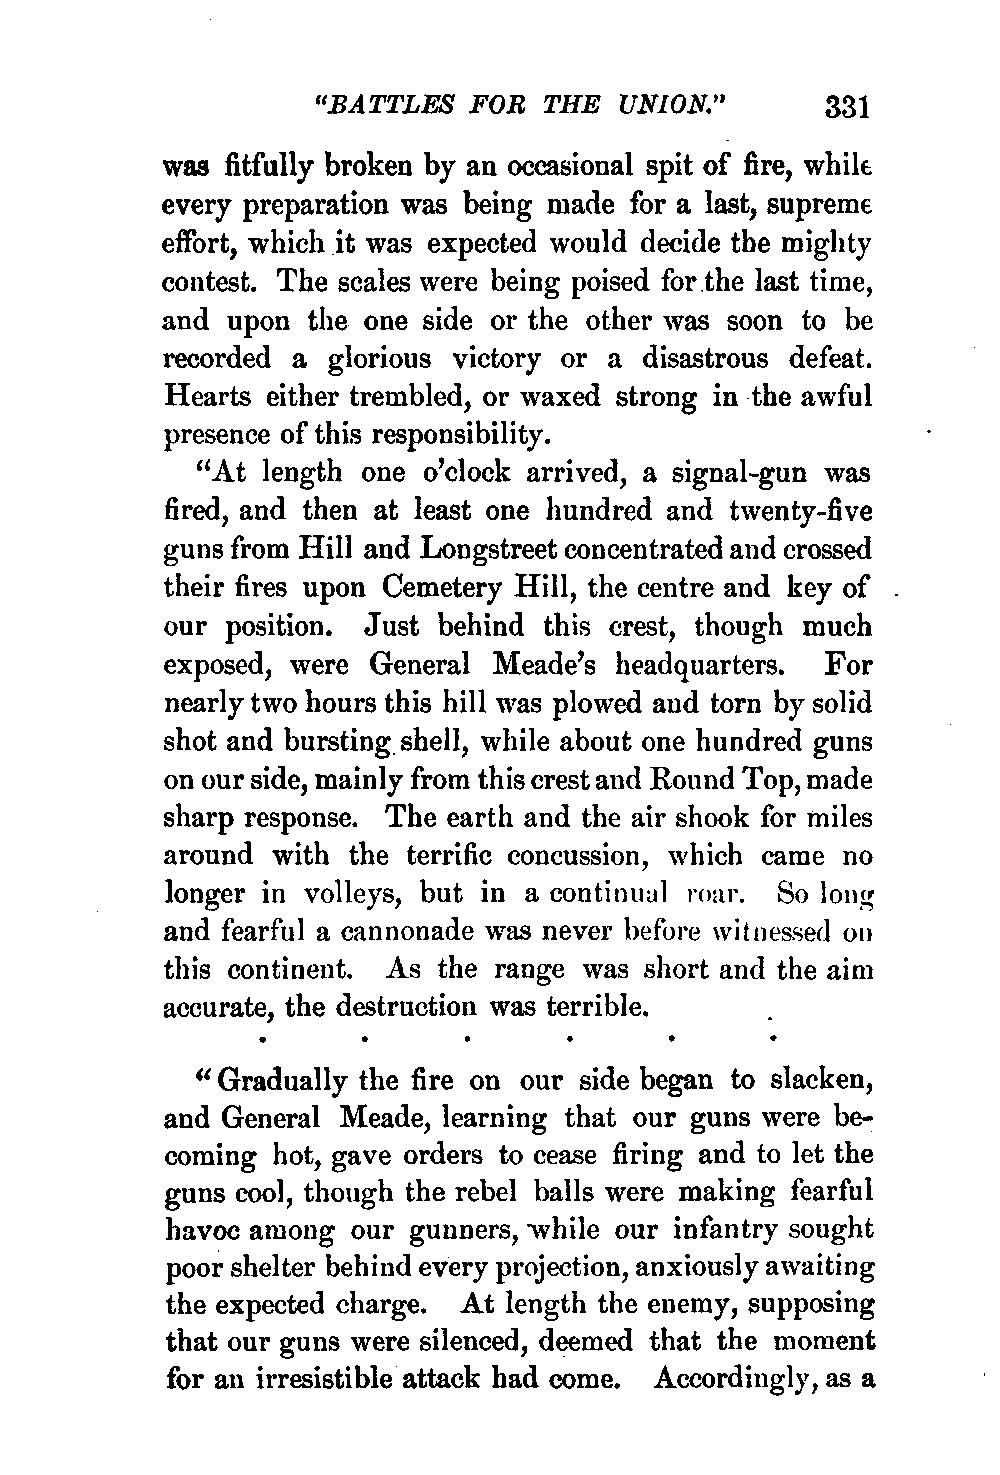 "BATTLES FOR THE UNION." 331
was fitfully broken by an occasional spit of fire, while
every preparation was being made for a last, supreme
effort, which it was expected would decide the mighty
contest. The scales were being poised for the last time,
and upon the one side or the other was soon to be
recorded a glorious victory or a disastrous defeat.
Hearts either trembled, or waxed strong in the awful
presence of this responsibility.
"At length one o'clock arrived, a signal-gun was
fired, and then at least one hundred and twenty-five
guns from Hill and Longstreet concentrated and crossed
their fires upon Cemetery Hill, the centre and key of
our position. Just behind this crest, though much
exposed, were General Meade's headquarters. For
nearly two hours this hill was plowed and torn by solid
shot and bursting shell, while about one hundred guns
on our side, mainly from this crest and Round Top, made
sharp response. The earth and the air shook for miles
around with the terrific concussion, which came no
longer in volleys, but in a continual roar. So long
and fearful a cannonade was never before witnessed on
this continent. As the range was short and the aim
accurate, the destruction was terrible.
. . . . . .
"Gradually the fire on our side began to slacken,
and General Meade, learning that our guns were be-
coming hot, gave orders to cease firing and to let the
guns cool, though the rebel balls were making fearful
havoc among our gunners, while our infantry sought
poor shelter behind every projection, anxiously awaiting
the expected charge. At length the enemy, supposing
that our guns were silenced, deemed that the moment
for an irresistible attack had come. Accordingly, as a